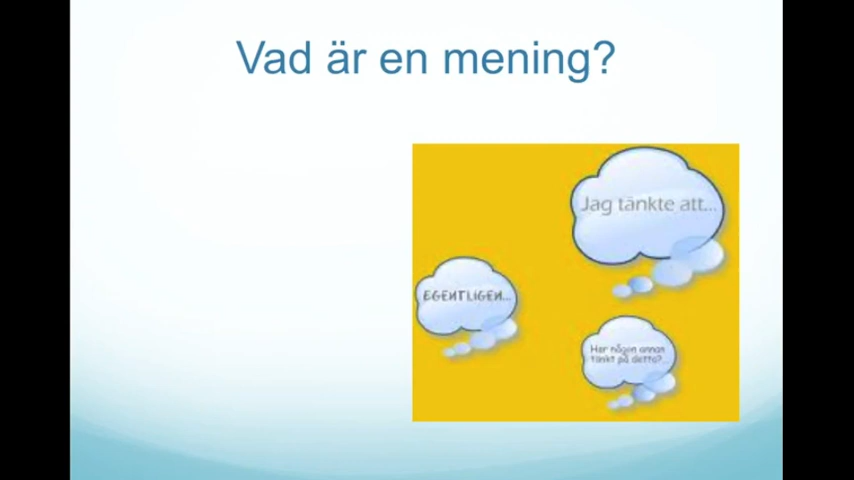 Vad är en mening?
Jag tänkte att...
EGENTLIGEN...
Har någon annan
tänkt på detta?...